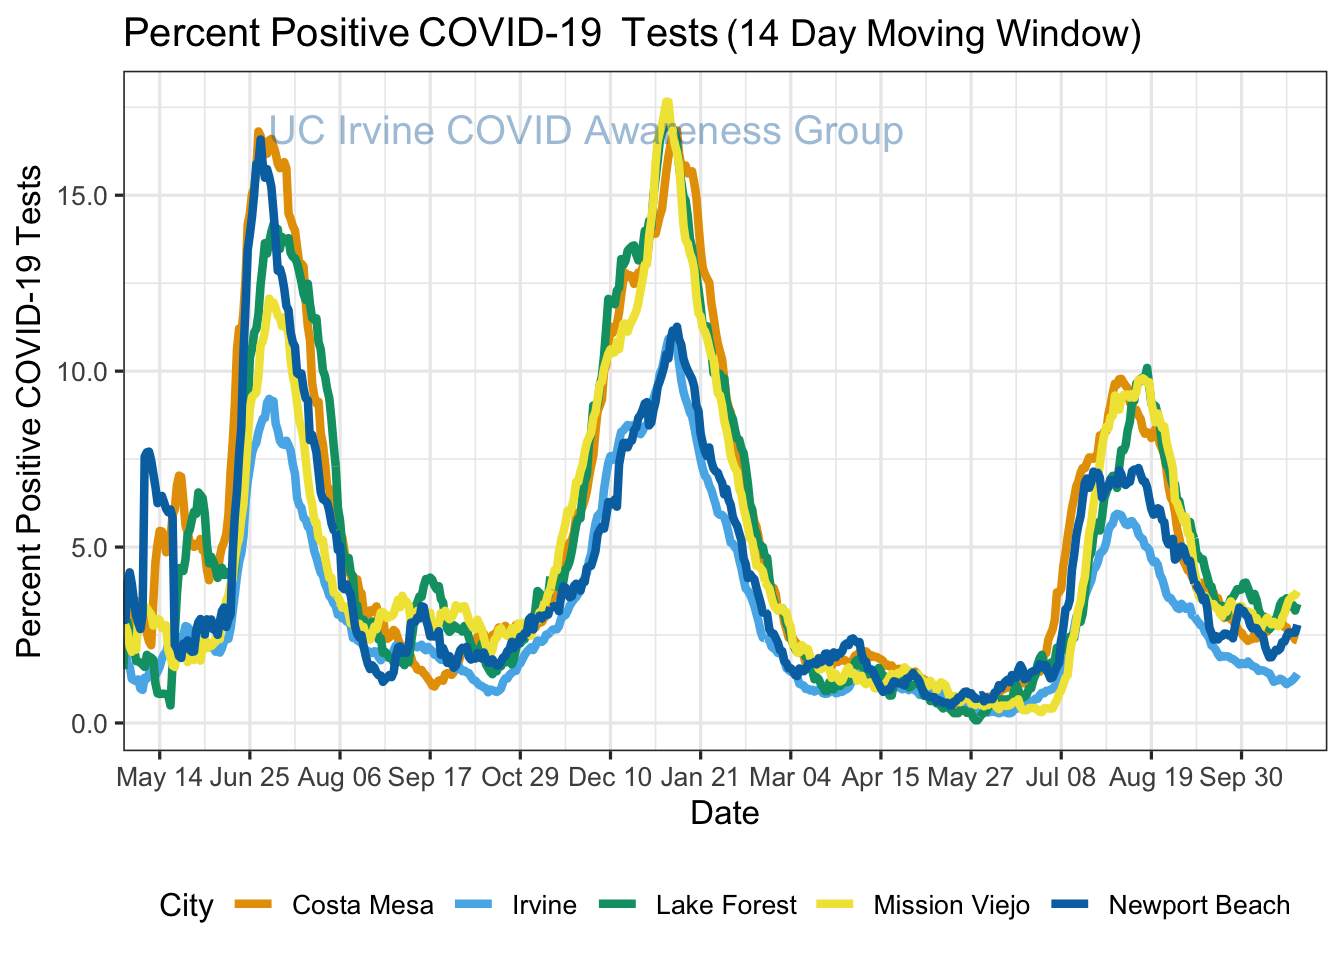 Percent Positive COVID-19 Tests (14 Day Moving Window)
UC Irvine COVID Awareness Group
Percent Positive COVID-19 Tests
15.0
10.0
5.0
0.0
May 14 Jun 25 Aug 06 Sep 17 Oct 29 Dec 10 Jan 21 Mar 04 Apr 15 May 27 Jul 08 Aug 19 Sep 30
Date
City Costa Mesa Irvine Lake Forest Mission Viejo Newport Beach